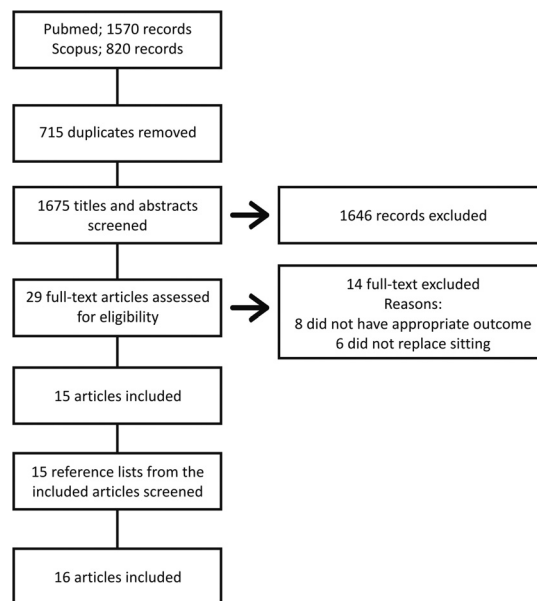 Pubmed; 1570 records
Scopus; 820 records
715 duplicates removed
1675 titles and abstracts
screened
1646 records excluded
29 full-text articles assessed
for eligibility
14 full-text excluded
Reasons:
8 did not have appropriate outcome
6 did not replace sitting
15 articles included
15 reference lists from the
included articles screened
16 articles included